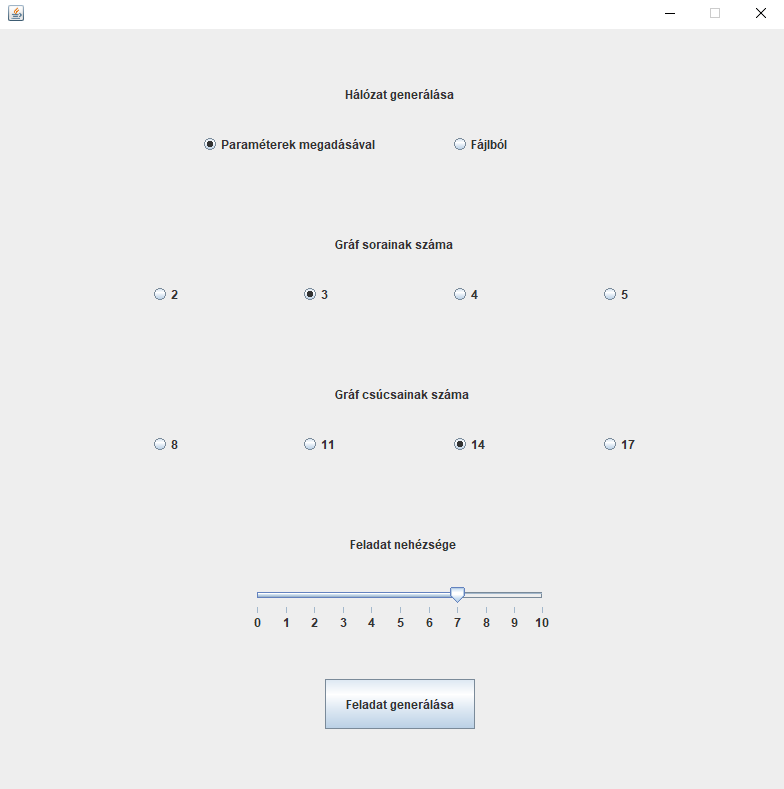 Hálózat generálása
Paraméterek megadásával Fájlból
Gráf sorainak száma
2 3 4 5
Gráf csúcsainak száma
8 11 14 17
Feladat nehézsége
0 1 2 3 4 5 6 7 8 9 10
Feladat generálása